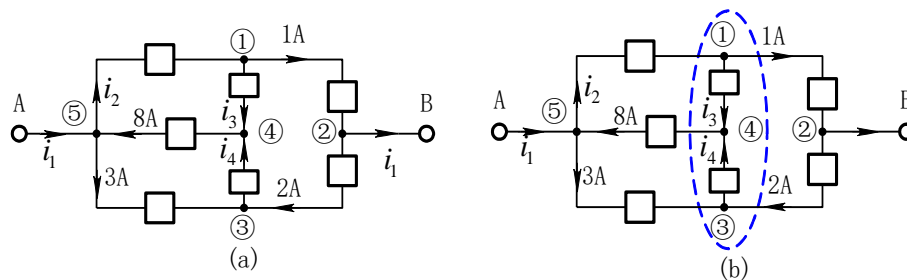 ① 1A ① 1A
A ⑤ i₂ i₃ ④ ② B A ⑤ i₂ i₃ ④ ② B
8A 8A
i₁ i₄ i₁ i₁ i₄
3A 2A 3A 2A
③ ③
(a) (b)